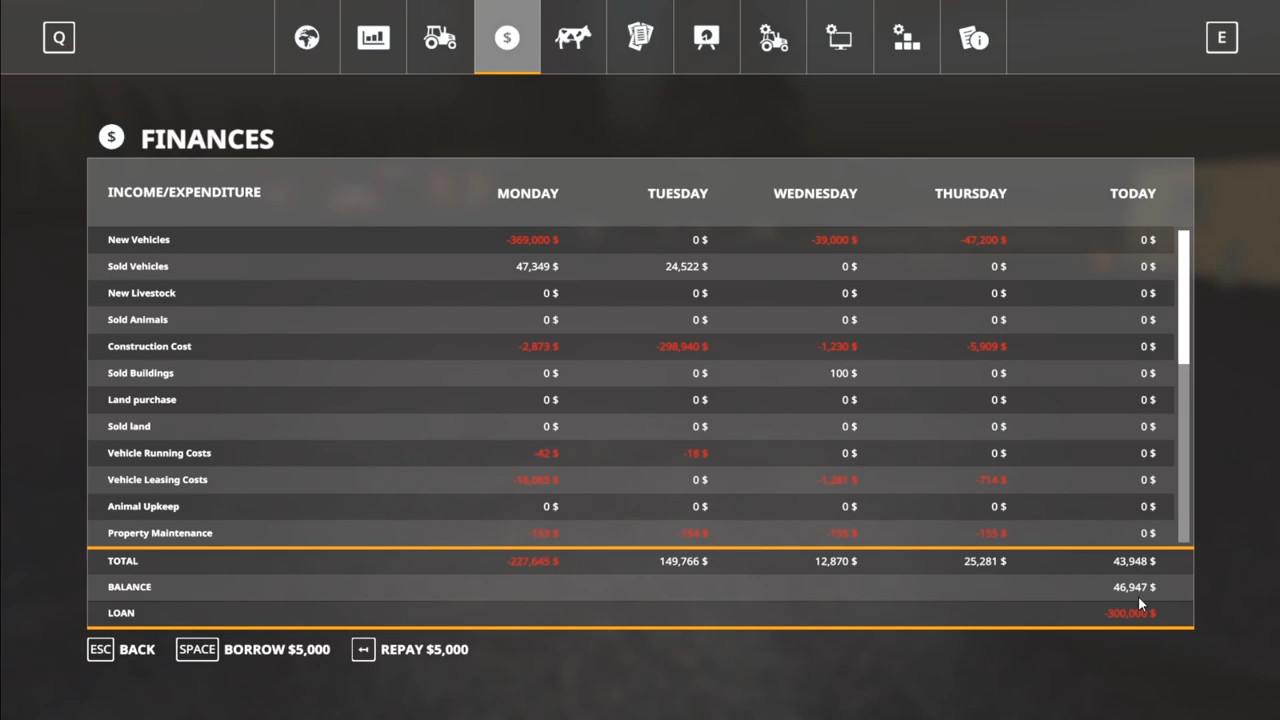 Q E
FINANCES
INCOME/EXPENDITURE MONDAY TUESDAY WEDNESDAY THURSDAY TODAY
New Vehicles -369,000 $ 0 $ -39,000 $ -47,200 $ 0 $
Sold Vehicles 47,349 $ 24,522 $ 0 $ 0 $ 0 $
New Livestock 0 $ 0 $ 0 $ 0 $ 0 $
Sold Animals 0 $ 0 $ 0 $ 0 $ 0 $
Construction Cost -2,873 $ -298,940 $ -1,230 $ -5,909 $ 0 $
Sold Buildings 0 $ 0 $ 100 $ 0 $ 0 $
Land purchase 0 $ 0 $ 0 $ 0 $ 0 $
Sold land 0 $ 0 $ 0 $ 0 $ 0 $
Vehicle Running Costs -42 $ -18 $ 0 $ 0 $ 0 $
Vehicle Leasing Costs 0 $ -714 $ 0 $
Animal Upkeep 0 $ 0 $ 0 $ 0 $ 0 $
Property Maintenance 0 $
TOTAL -227,645 $ 149,766 $ 12,870 $ 25,281 $ 43,948 $
BALANCE 46,947 $
LOAN
ESC BACK SPACE BORROW $5,000 REPAY $5,000